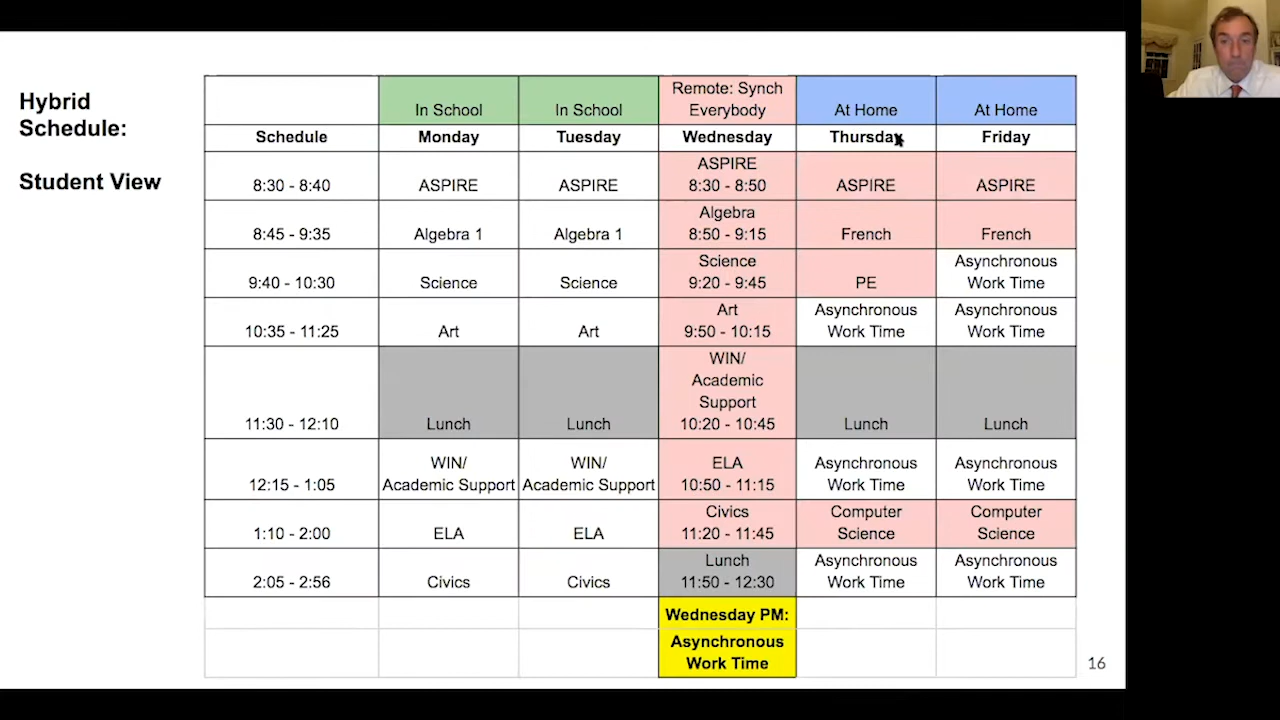 Hybrid
Schedule:
Student View
In School
In School
Remote: Synch
Everybody
At Home
At Home
Schedule
Monday
Tuesday
Wednesday
Thursday
Friday
8:30 - 8:40
ASPIRE
ASPIRE
ASPIRE
8:30 - 8:50
ASPIRE
ASPIRE
8:45 - 9:35
Algebra 1
Algebra 1
Algebra
8:50 - 9:15
French
French
9:40 - 10:30
Science
Science
Science
9:20 - 9:45
PE
Asynchronous
Work Time
10:35 - 11:25
Art
Art
Art
9:50 - 10:15
Asynchronous
Work Time
Asynchronous
Work Time
11:30 - 12:10
Lunch
Lunch
WIN/
Academic
Support
10:20 - 10:45
Lunch
Lunch
12:15 - 1:05
WIN/
Academic Support
WIN/
Academic Support
ELA
10:50 - 11:15
Asynchronous
Work Time
Asynchronous
Work Time
1:10 - 2:00
ELA
ELA
Civics
11:20 - 11:45
Computer
Science
Computer
Science
2:05 - 2:56
Civics
Civics
Lunch
11:50 - 12:30
Asynchronous
Work Time
Asynchronous
Work Time
Wednesday PM:
Asynchronous
Work Time
16